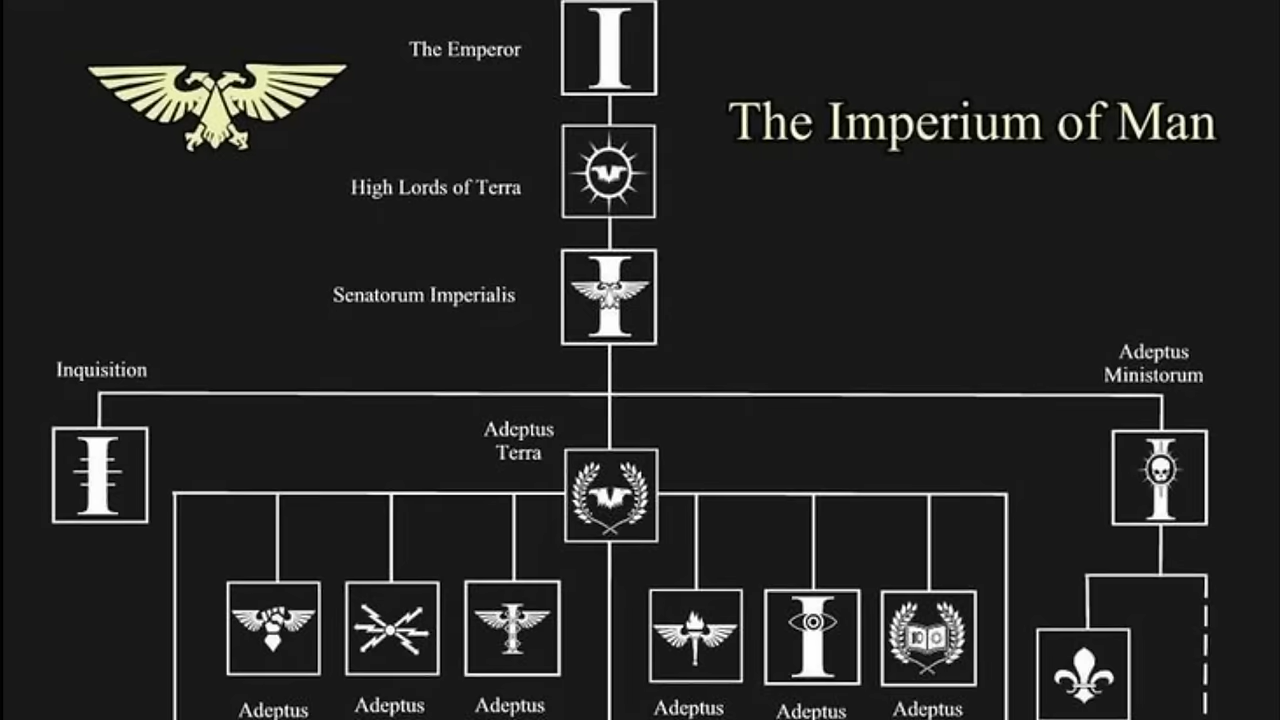 The Emperor
The Imperium of Man
High Lords of Terra
Senatorum Imperialis
Inquisition
Adeptus
Ministorum
Adeptus
Terra
Adeptus
Adeptus
Adeptus
Adeptus
Adeptus
Adeptus